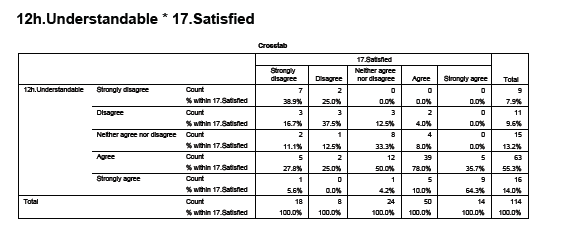 12h.Understandable * 17.Satisfied
Crosstab
17.Satisfied
Strongly disagree Disagree Neither agree nor disagree Agree Strongly agree Total
12h.Understandable Strongly disagree Count 7 2 0 0 0 9
% within 17.Satisfied 38.9% 25.0% 0.0% 0.0% 0.0% 7.9%
Disagree Count 3 3 3 2 0 11
% within 17.Satisfied 16.7% 37.5% 12.5% 4.0% 0.0% 9.6%
Neither agree nor disagree Count 2 1 8 4 0 15
% within 17.Satisfied 11.1% 12.5% 33.3% 8.0% 0.0% 13.2%
Agree Count 5 2 12 39 5 63
% within 17.Satisfied 27.8% 25.0% 50.0% 78.0% 35.7% 55.3%
Strongly agree Count 1 0 1 5 9 16
% within 17.Satisfied 5.6% 0.0% 4.2% 10.0% 64.3% 14.0%
Total Count 18 8 24 50 14 114
% within 17.Satisfied 100.0% 100.0% 100.0% 100.0% 100.0% 100.0%